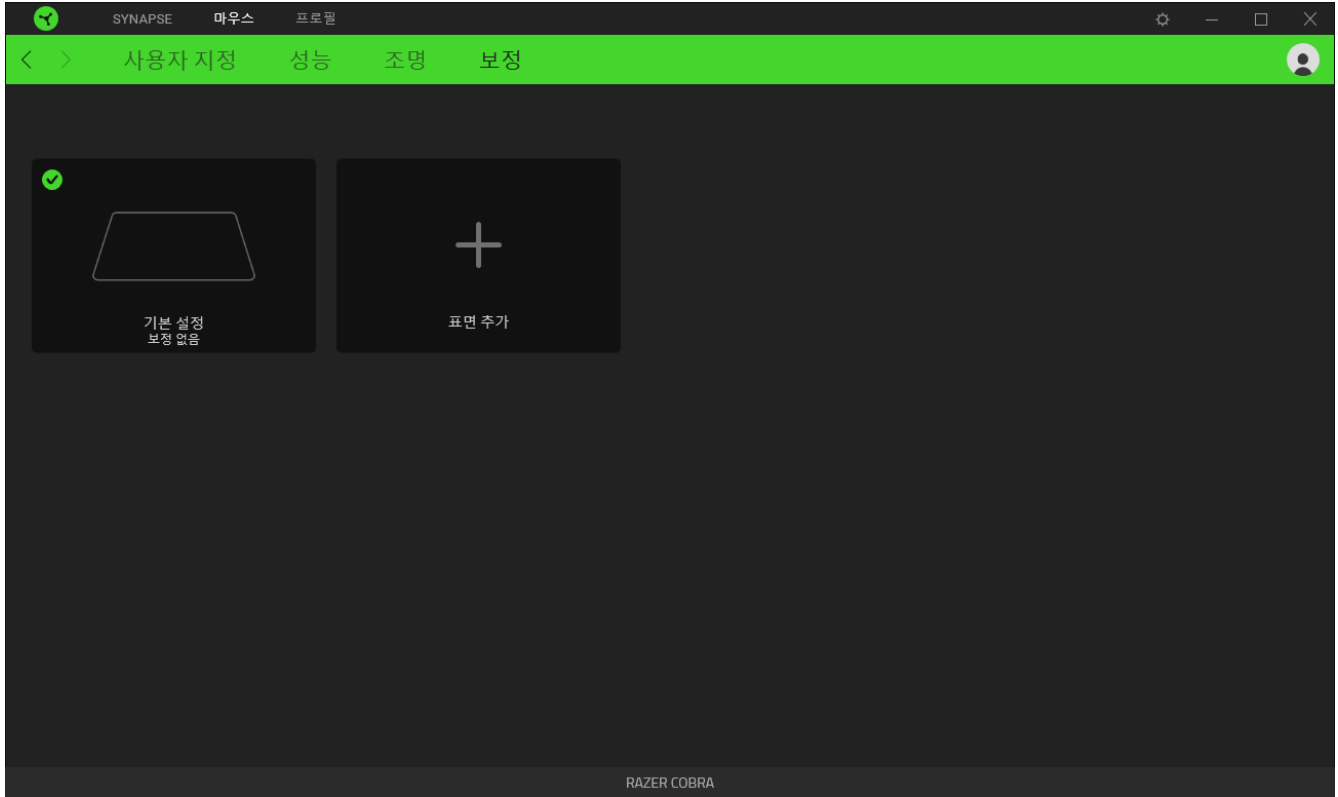 SYNAPSE 마우스 프로필
사용자 지정 성능 조명 보정
기본 설정
보정 없음
표면 추가
RAZER COBRA